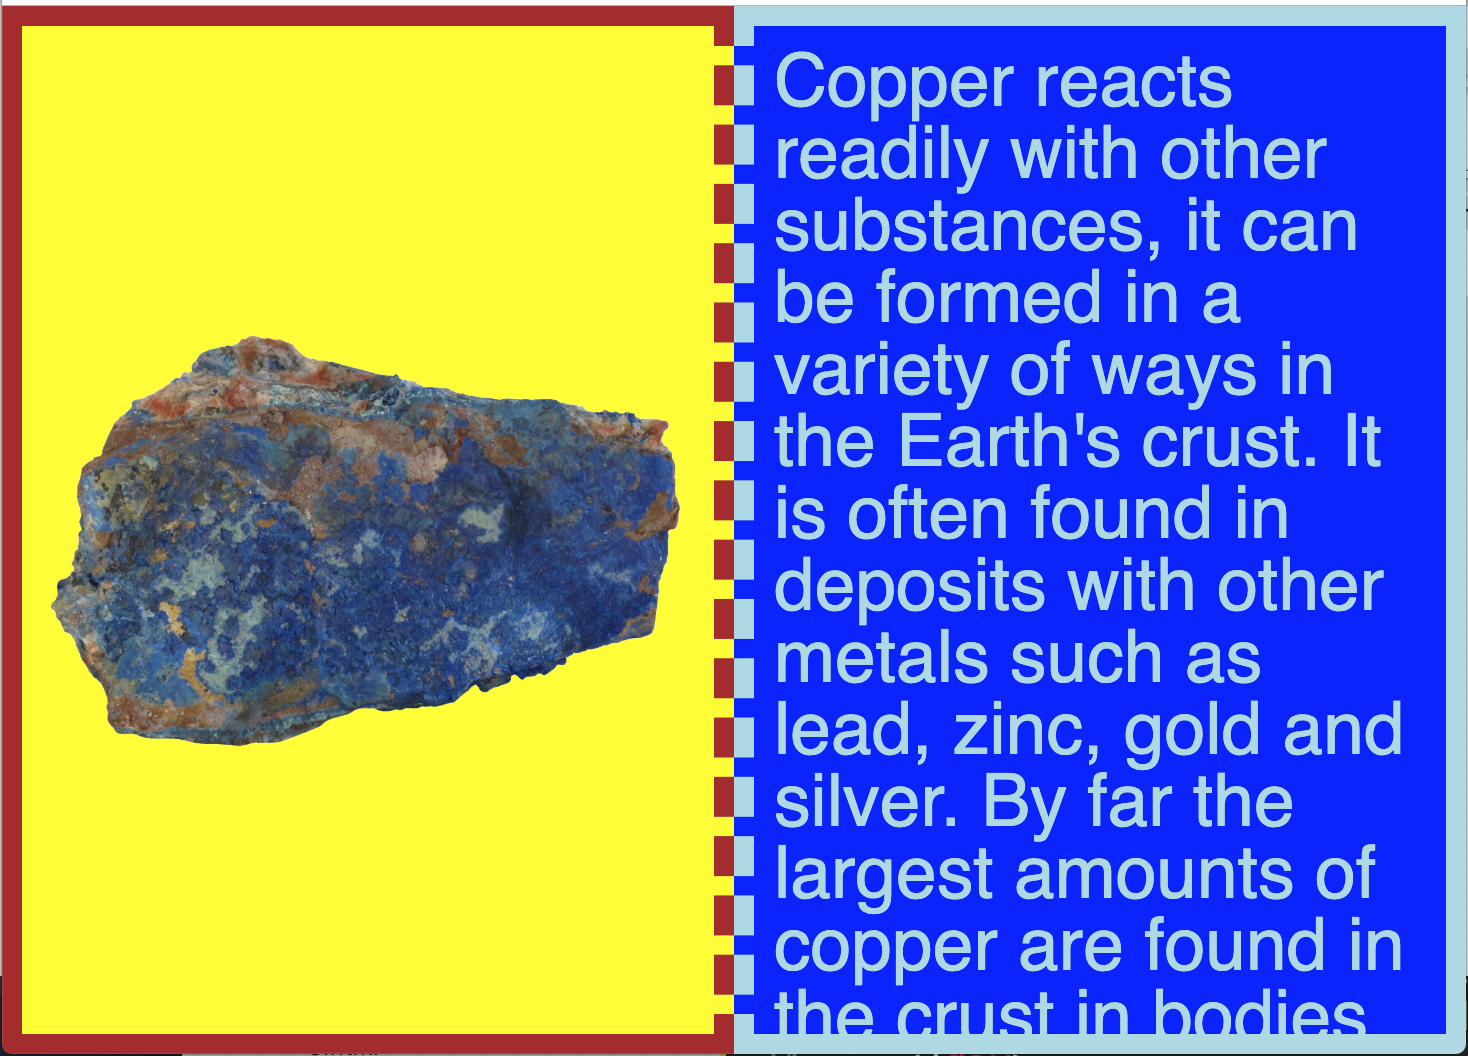 Copper reacts
readily with other
substances, it can
be formed in a
variety of ways in
the Earth's crust. It
is often found in
deposits with other
metals such as
lead, zinc, gold and
silver. By far the
largest amounts of
copper are found in
the crust in bodies